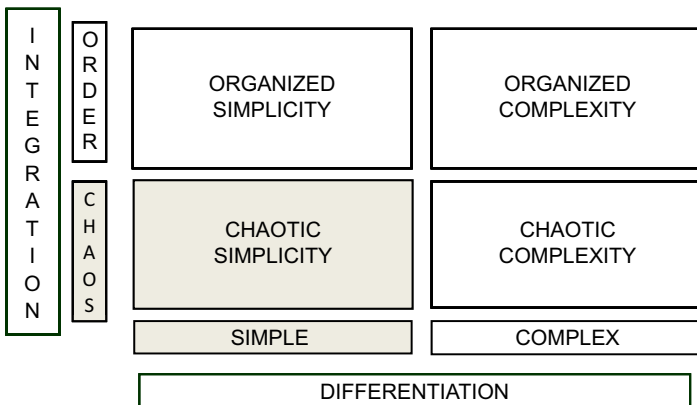 INTEGRATION
ORDER
ORGANIZED
SIMPLICITY
ORGANIZED
COMPLEXITY
CHAOS
CHAOTIC
SIMPLICITY
CHAOTIC
COMPLEXITY
SIMPLE
COMPLEX
DIFFERENTIATION